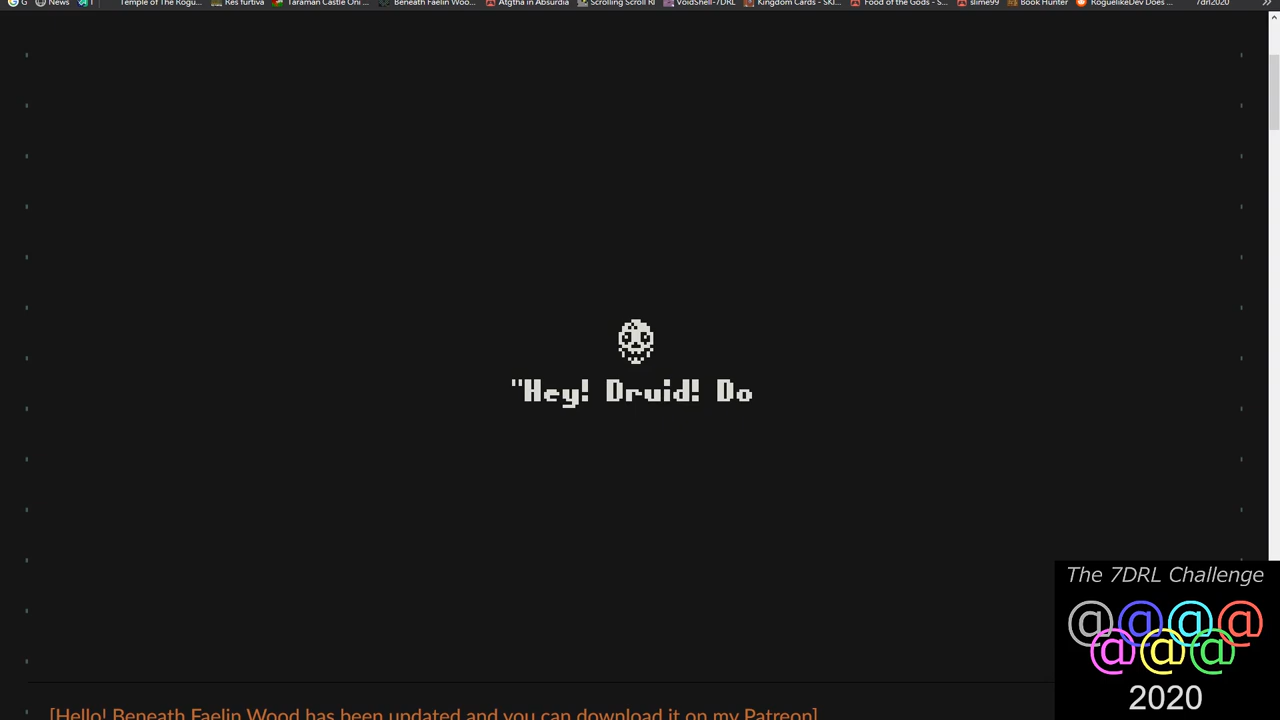 G News T Temple of The Rogu... Res furtiva Taraman Castle Oni ... Beneath Faelin Woo... Atgtha in Absurdia Scrolling Scroll RI VoidShell-7DRL Kingdom Cards - SKI... Food of the Gods - S... slime99 Book Hunter RoguelikeDev Does ... 7drl2020 »
"Hey! Druid! Do
The 7DRL Challenge
@@@@
@@@
2020
[Hello! Beneath Faelin Wood has been updated and you can download it on my Patreon]